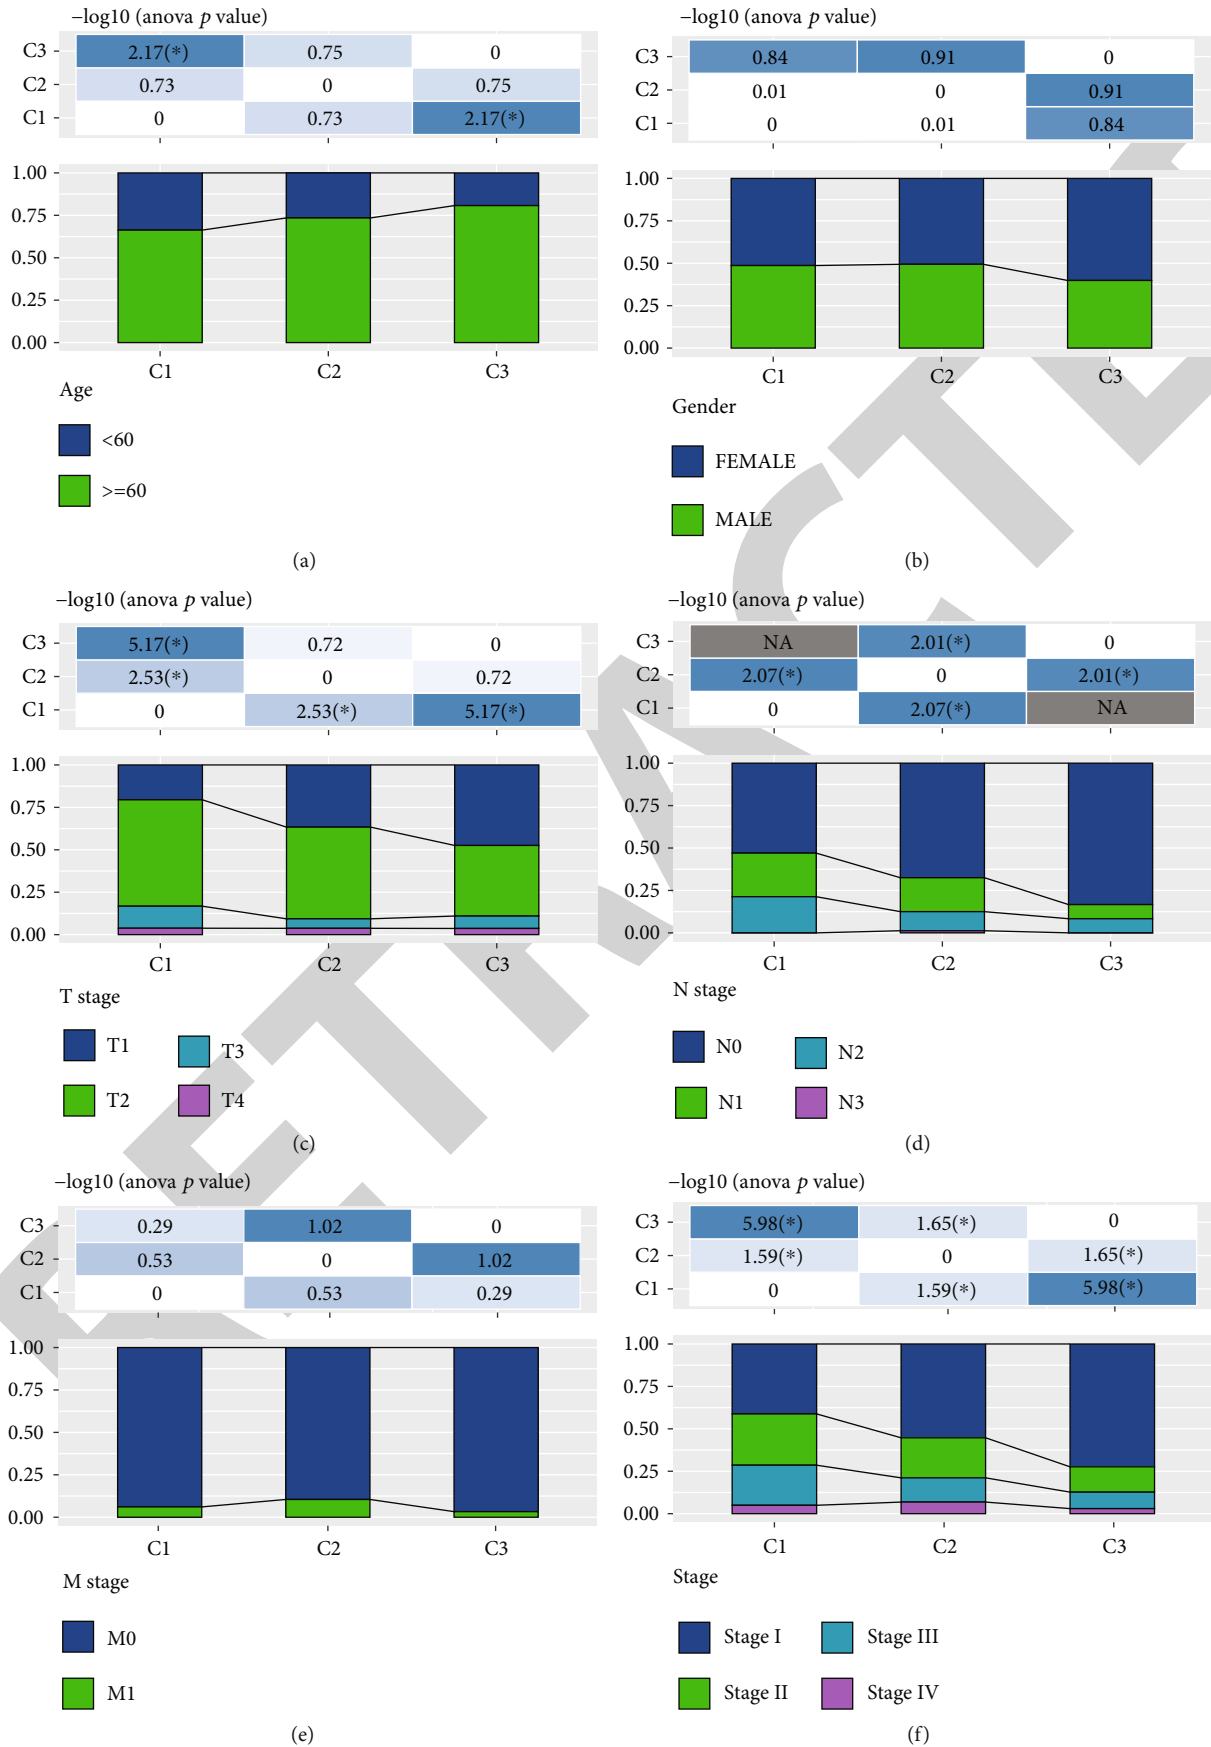 −log10 (anova p value)
C3 2.17(*) 0.75 0
C2 0.73 0 0.75
C1 0 0.73 2.17(*)
1.00
0.75
0.50
0.25
0.00
C1 C2 C3
Age
<60
>=60
(a)
−log10 (anova p value)
C3 0.84 0.91 0
C2 0.01 0 0.91
C1 0 0.01 0.84
1.00
0.75
0.50
0.25
0.00
C1 C2 C3
Gender
FEMALE
MALE
(b)
−log10 (anova p value)
C3 5.17(*) 0.72 0
C2 2.53(*) 0 0.72
C1 0 2.53(*) 5.17(*)
1.00
0.75
0.50
0.25
0.00
C1 C2 C3
T stage
T1 T3
T2 T4
(c)
−log10 (anova p value)
C3 NA 2.01(*) 0
C2 2.07(*) 0 2.01(*)
C1 0 2.07(*) NA
1.00
0.75
0.50
0.25
0.00
C1 C2 C3
N stage
N0 N2
N1 N3
(d)
−log10 (anova p value)
C3 0.29 1.02 0
C2 0.53 0 1.02
C1 0 0.53 0.29
1.00
0.75
0.50
0.25
0.00
C1 C2 C3
M stage
M0
M1
(e)
−log10 (anova p value)
C3 5.98(*) 1.65(*) 0
C2 1.59(*) 0 1.65(*)
C1 0 1.59(*) 5.98(*)
1.00
0.75
0.50
0.25
0.00
C1 C2 C3
Stage
Stage I Stage III
Stage II Stage IV
(f)
RETRACTED